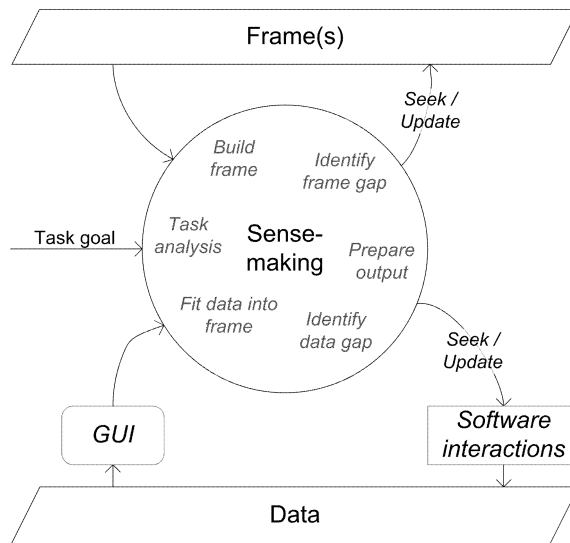 Frame(s)
Seek /
Update
Build
frame
Identify
frame gap
Task goal
Task
analysis
Sense-
making
Prepare
output
Fit data into
frame
Identify
data gap
Seek /
Update
GUI
Software
interactions
Data